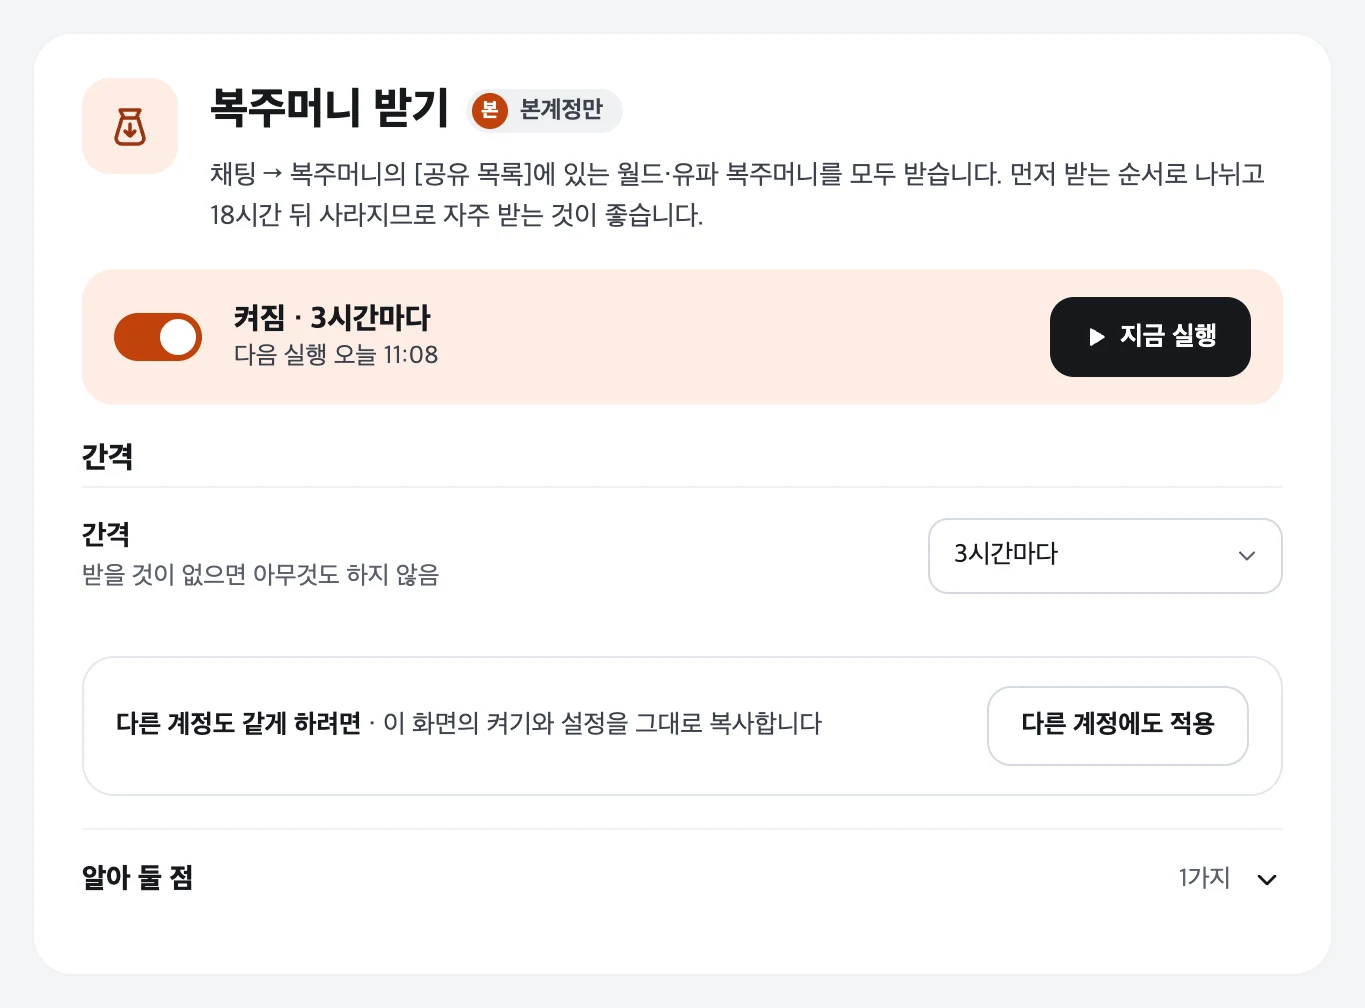 복주머니 받기
본 본계정만
채팅 → 복주머니의 [공유 목록]에 있는 월드·유파 복주머니를 모두 받습니다. 먼저 받는 순서로 나뉘고
18시간 뒤 사라지므로 자주 받는 것이 좋습니다.
켜짐 · 3시간마다
다음 실행 오늘 11:08
▶ 지금 실행
간격
간격
받을 것이 없으면 아무것도 하지 않음
3시간마다
다른 계정도 같게 하려면 · 이 화면의 켜기와 설정을 그대로 복사합니다
다른 계정에도 적용
알아 둘 점
1가지